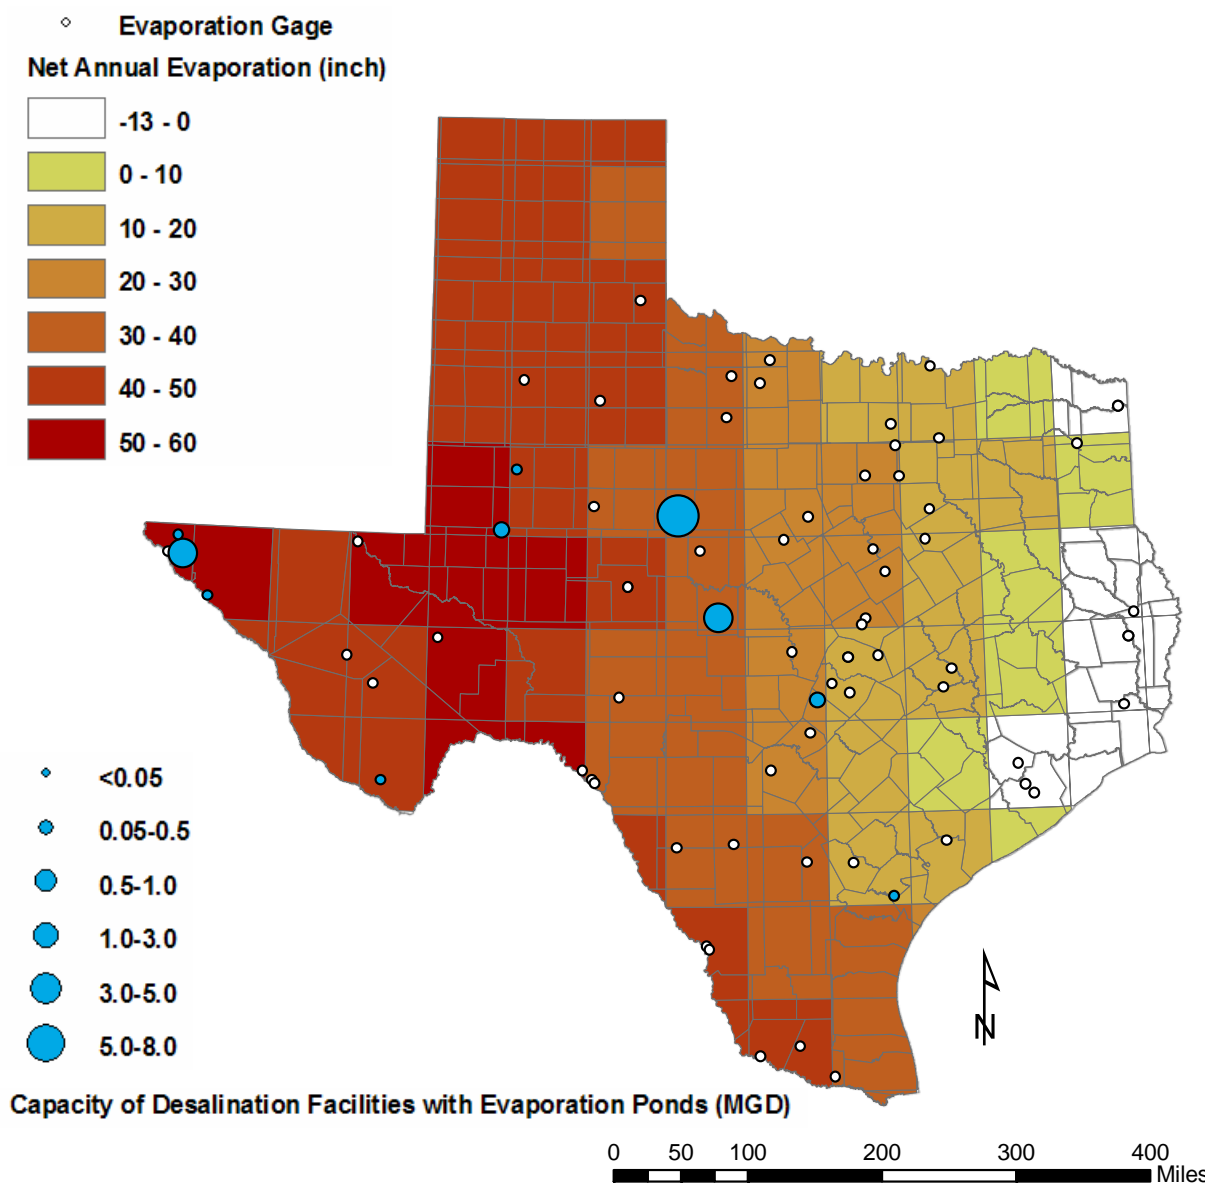 Evaporation Gage
Net Annual Evaporation (inch)
-13 - 0
0 - 10
10 - 20
20 - 30
30 - 40
40 - 50
50 - 60
<0.05
0.05-0.5
0.5-1.0
1.0-3.0
3.0-5.0
5.0-8.0
N
Capacity of Desalination Facilities with Evaporation Ponds (MGD)
0 50 100 200 300 400
Miles